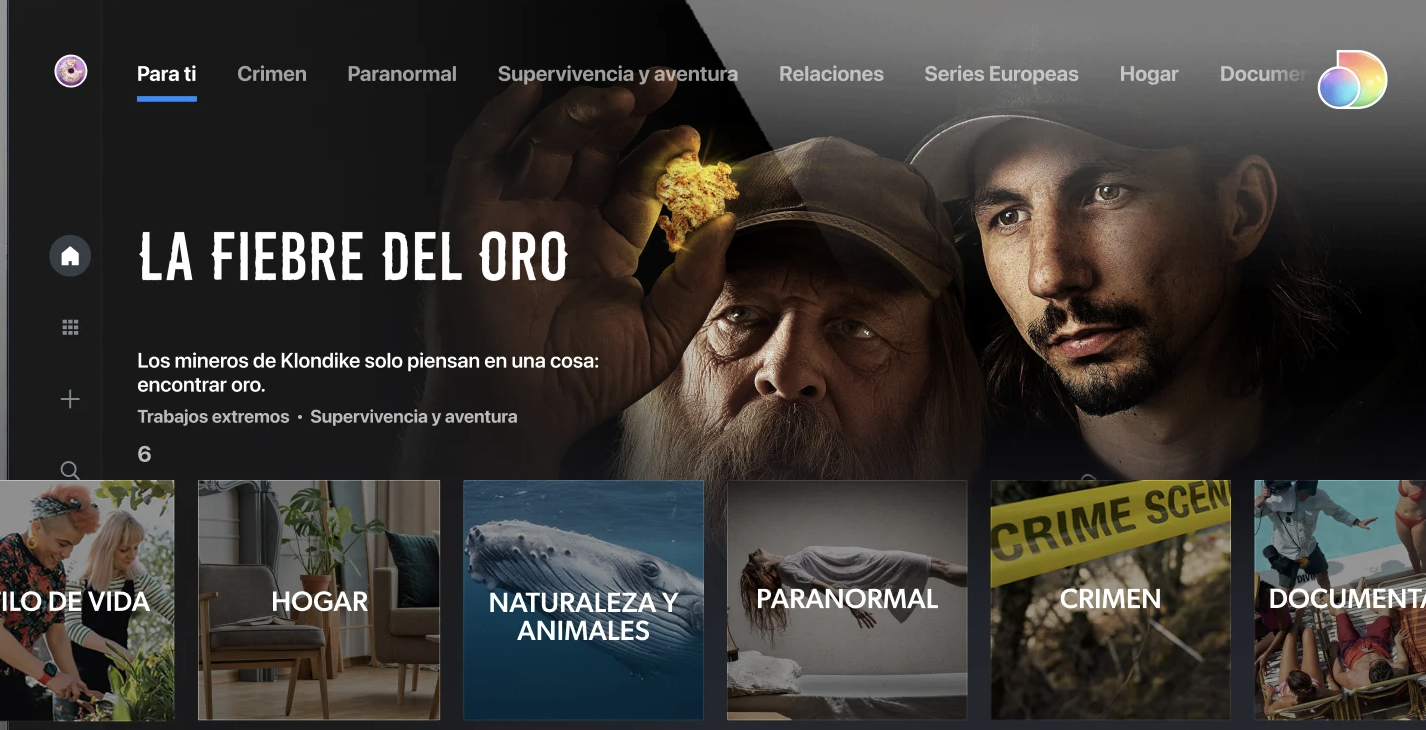 Para ti Crimen Paranormal Supervivencia y aventura Relaciones Series Europeas Hogar
LA FIEBRE DEL ORO
Los mineros de Klondike solo piensan en una cosa:
encontrar oro.
Trabajos extremos • Supervivencia y aventura
6
ILO DE VIDA
HOGAR
NATURALEZA Y
ANIMALES
PARANORMAL
CRIME SCEN
CRIMEN
DOCUMENTA